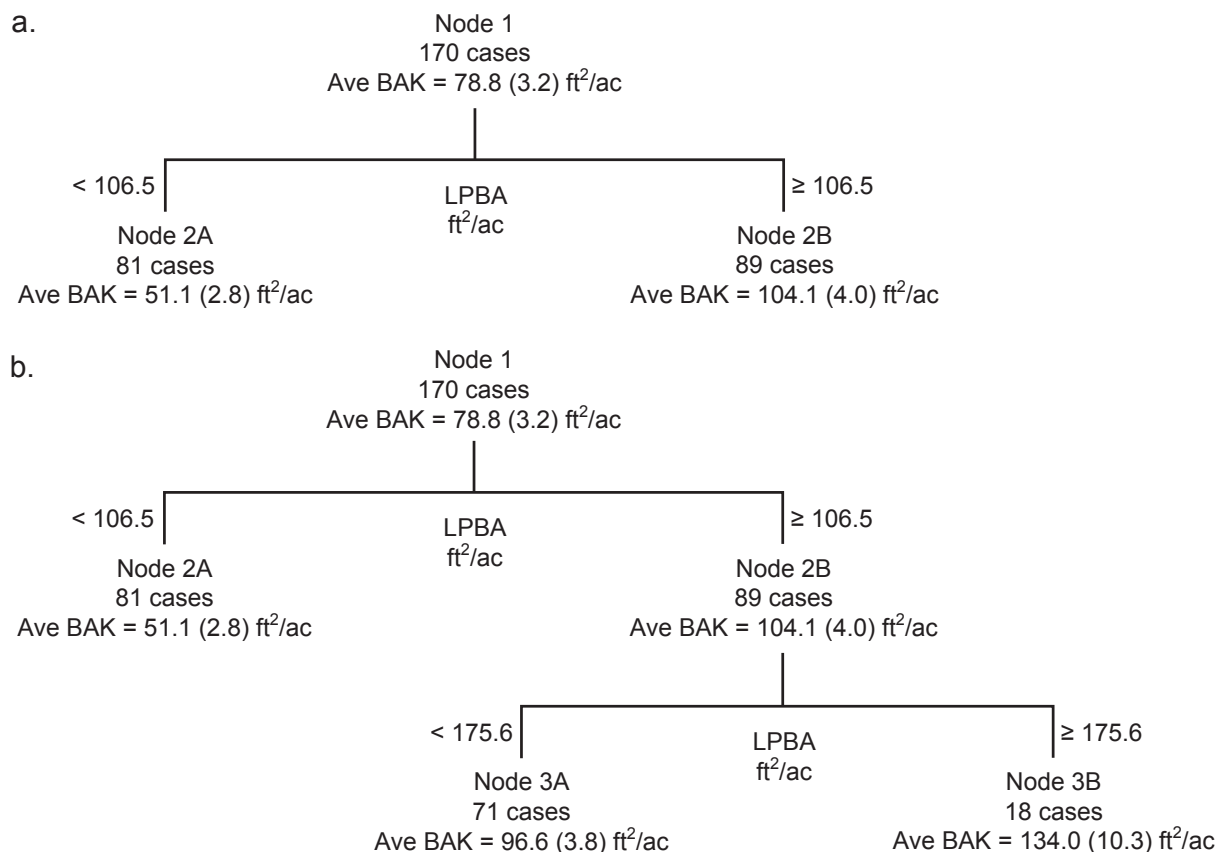 a.
Node 1
170 cases
Ave BAK = 78.8 (3.2) ft²/ac
< 106.5
LPBA
ft²/ac
≥ 106.5
Node 2A
81 cases
Ave BAK = 51.1 (2.8) ft²/ac
Node 2B
89 cases
Ave BAK = 104.1 (4.0) ft²/ac
b.
Node 1
170 cases
Ave BAK = 78.8 (3.2) ft²/ac
< 106.5
LPBA
ft²/ac
≥ 106.5
Node 2A
81 cases
Ave BAK = 51.1 (2.8) ft²/ac
Node 2B
89 cases
Ave BAK = 104.1 (4.0) ft²/ac
< 175.6
LPBA
ft²/ac
≥ 175.6
Node 3A
71 cases
Ave BAK = 96.6 (3.8) ft²/ac
Node 3B
18 cases
Ave BAK = 134.0 (10.3) ft²/ac